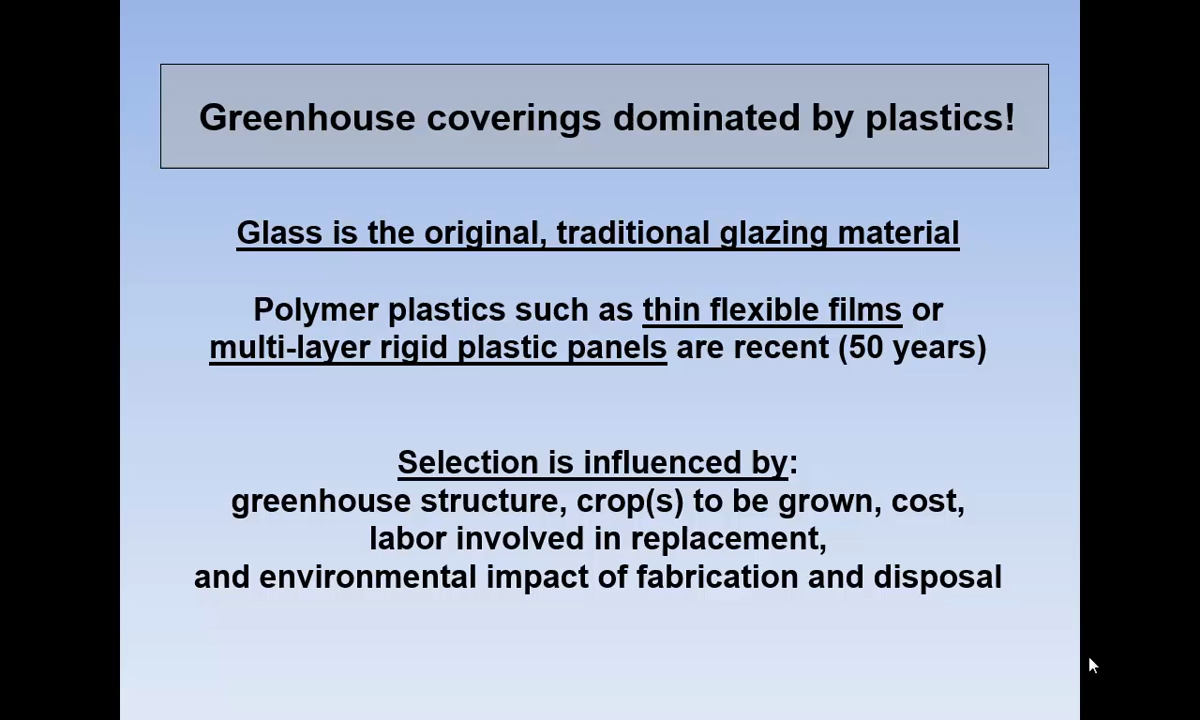 Greenhouse coverings dominated by plastics!
Glass is the original, traditional glazing material
Polymer plastics such as thin flexible films or
multi-layer rigid plastic panels are recent (50 years)
Selection is influenced by:
greenhouse structure, crop(s) to be grown, cost,
labor involved in replacement,
and environmental impact of fabrication and disposal